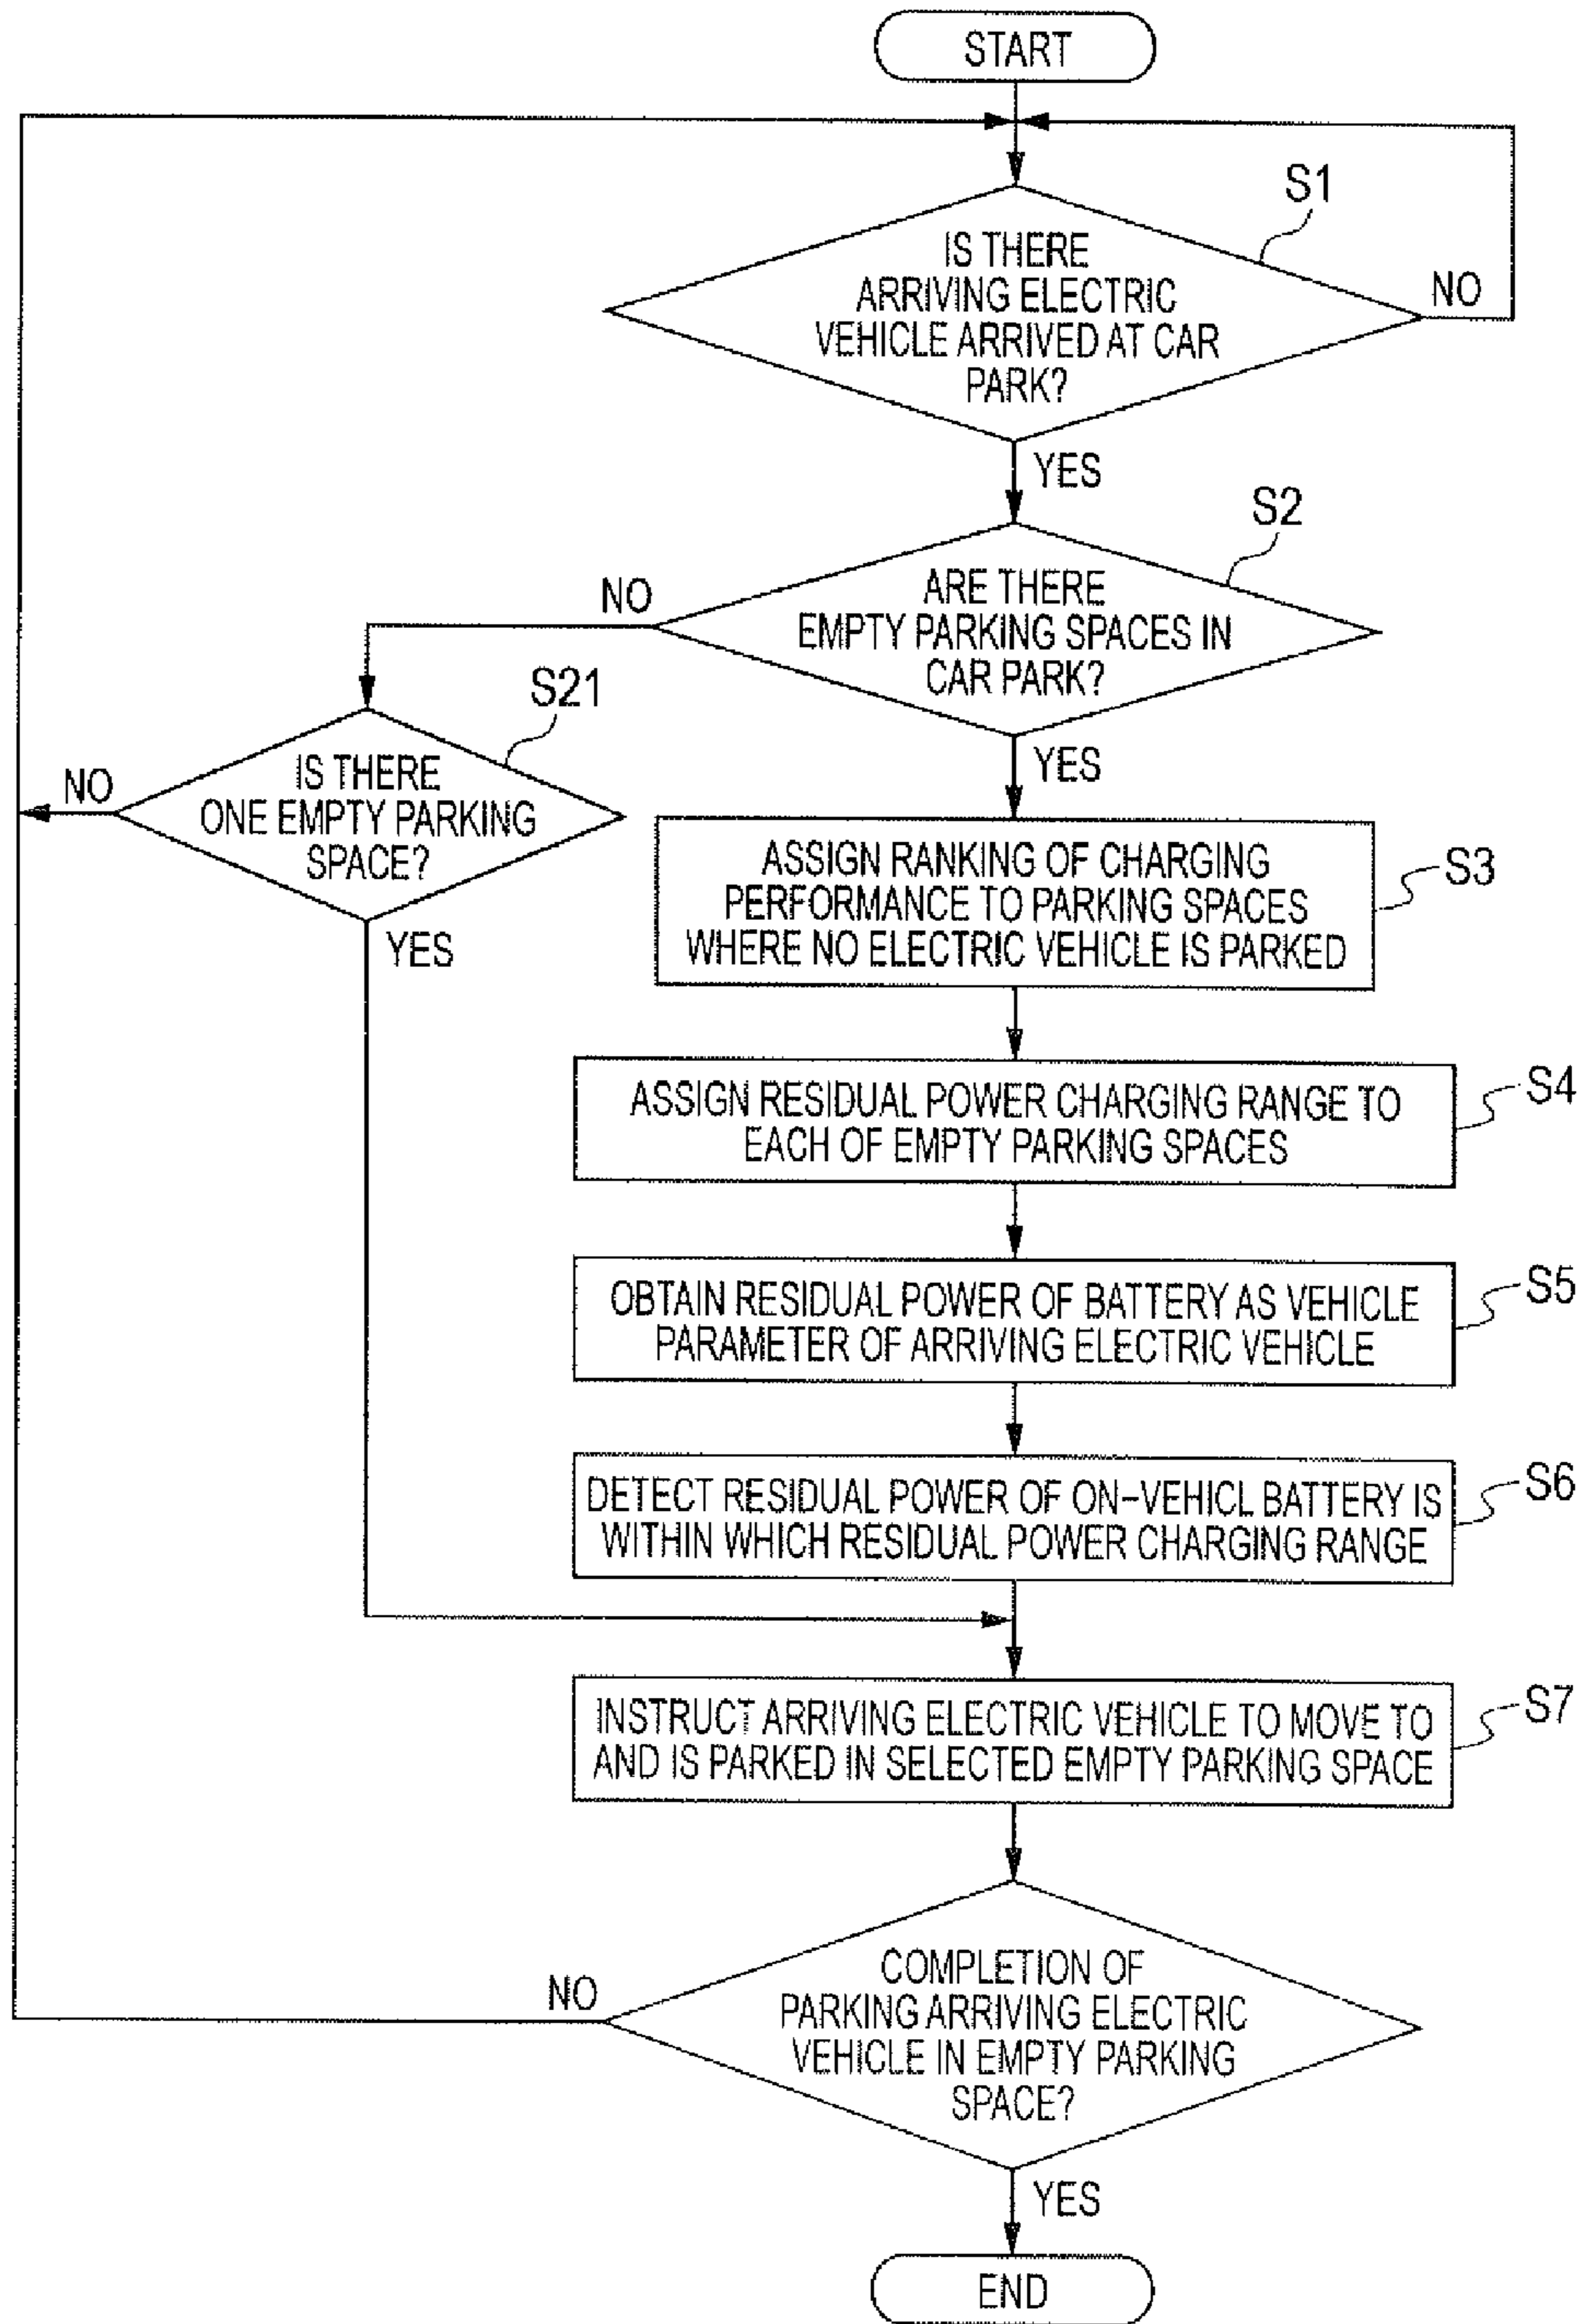 START
S1
IS THERE
ARRIVING ELECTRIC
VEHICLE ARRIVED AT CAR
PARK?
NO
YES
S2
ARE THERE
EMPTY PARKING SPACES IN
CAR PARK?
NO
YES
S21
IS THERE
ONE EMPTY PARKING
SPACE?
NO
YES
ASSIGN RANKING OF CHARGING
PERFORMANCE TO PARKING SPACES
WHERE NO ELECTRIC VEHICLE IS PARKED
S3
ASSIGN RESIDUAL POWER CHARGING RANGE TO
EACH OF EMPTY PARKING SPACES
S4
OBTAIN RESIDUAL POWER OF BATTERY AS VEHICLE
PARAMETER OF ARRIVING ELECTRIC VEHICLE
S5
DETECT RESIDUAL POWER OF ON-VEHICL BATTERY IS
WITHIN WHICH RESIDUAL POWER CHARGING RANGE
S6
INSTRUCT ARRIVING ELECTRIC VEHICLE TO MOVE TO
AND IS PARKED IN SELECTED EMPTY PARKING SPACE
S7
COMPLETION OF
PARKING ARRIVING ELECTRIC
VEHICLE IN EMPTY PARKING
SPACE?
NO
YES
END